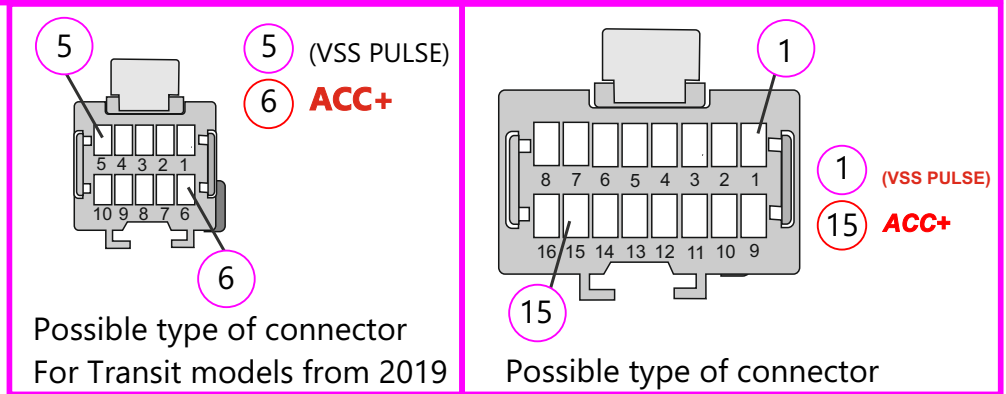 5
5 (VSS PULSE)
6 ACC+
5 4 3 2 1
10 9 8 7 6
6
Possible type of connector
For Transit models from 2019
1
8 7 6 5 4 3 2 1
16 15 14 13 12 11 10 9
1 (VSS PULSE)
15 ACC+
15
Possible type of connector